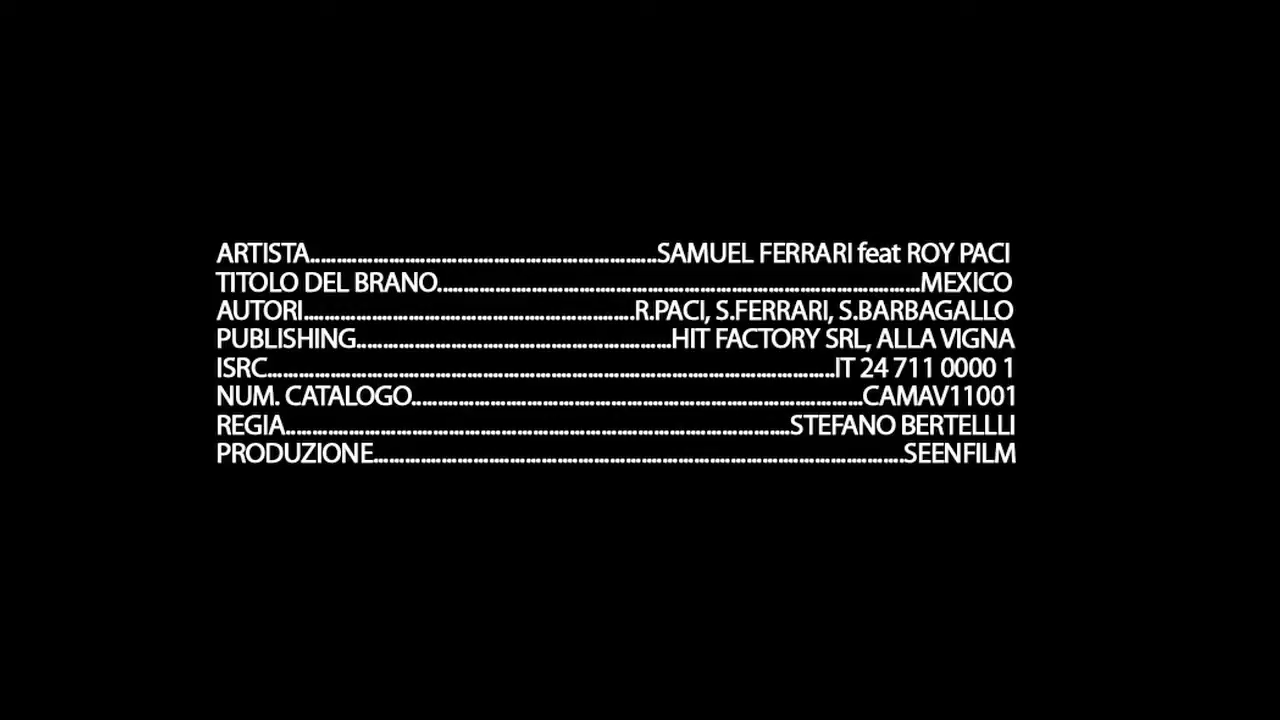 ARTISTA..................................................................SAMUEL FERRARI feat ROY PACI
TITOLO DEL BRANO...........................................................................................MEXICO
AUTORI...............................................................R.PACI, S.FERRARI, S.BARBAGALLO
PUBLISHING............................................................HIT FACTORY SRL, ALLA VIGNA
ISRC...........................................................................................................IT 24 711 0000 1
NUM. CATALOGO.....................................................................................CAMAV11001
REGIA................................................................................................STEFANO BERTELLLI
PRODUZIONE.....................................................................................................SEENFILM